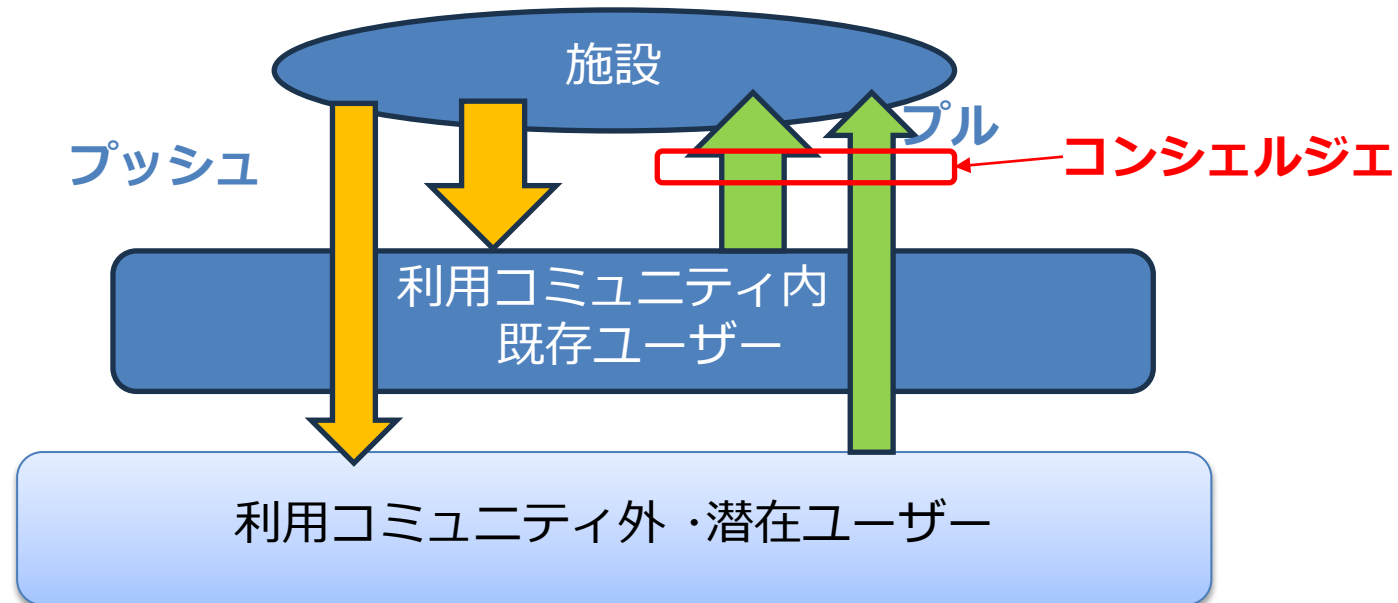 施設
プッシュ
プル
コンシェルジェ
利用コミュニティ内
既存ユーザー
利用コミュニティ外・潜在ユーザー